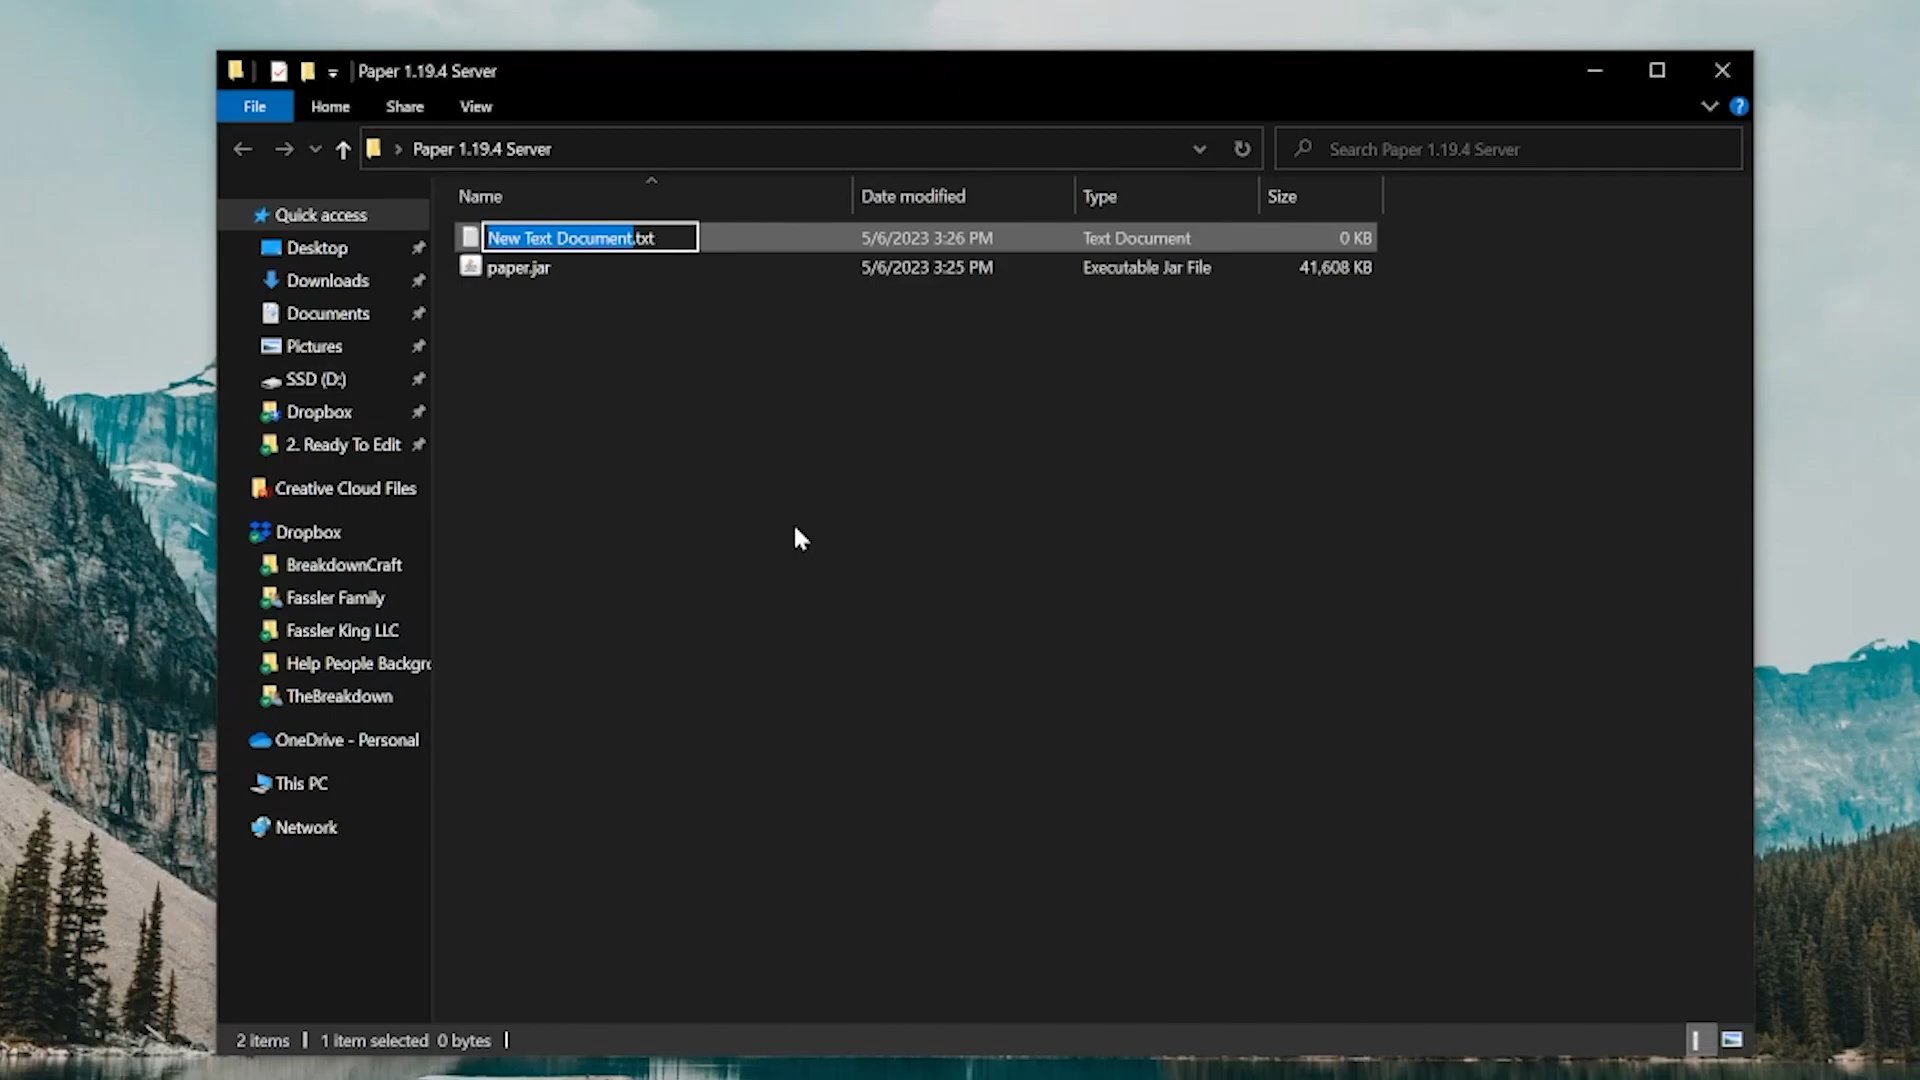 Paper 1.19.4 Server
File Home Share View
Paper 1.19.4 Server
Search Paper 1.19.4 Server
Name Date modified Type Size
New Text Document.txt 5/6/2023 3:26 PM Text Document 0 KB
paper.jar 5/6/2023 3:25 PM Executable Jar File 41,608 KB
Quick access
Desktop
Downloads
Documents
Pictures
SSD (D:)
Dropbox
2. Ready To Edit
Creative Cloud Files
Dropbox
BreakdownCraft
Fassler Family
Fassler King LLC
Help People Backgro
TheBreakdown
OneDrive - Personal
This PC
Network
2 items 1 item selected 0 bytes